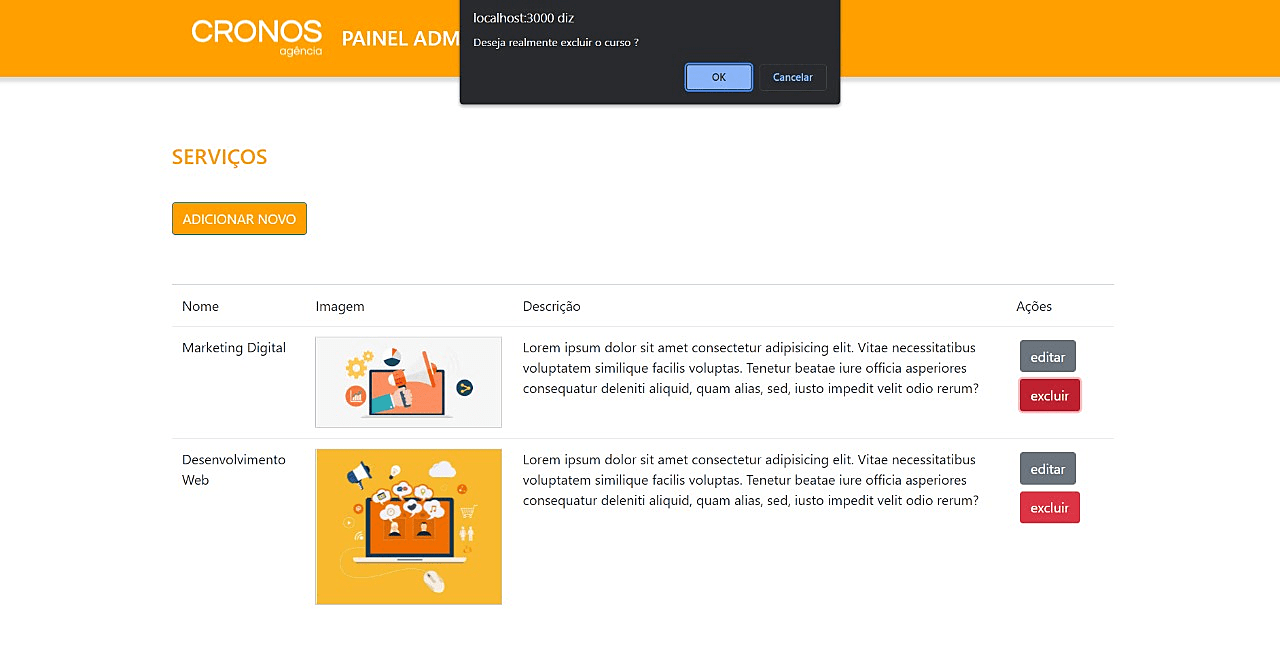 CRONOS
agência
PAINEL ADM
localhost:3000 diz
Deseja realmente excluir o curso ?
OK
Cancelar
SERVIÇOS
ADICIONAR NOVO
Nome
Imagem
Descrição
Ações
Marketing Digital
Lorem ipsum dolor sit amet consectetur adipisicing elit. Vitae necessitatibus
voluptatem similique facilis voluptas. Tenetur beatae iure officia asperiores
consequatur deleniti aliquid, quam alias, sed, iusto impedit velit odio rerum?
editar
excluir
Desenvolvimento
Web
Lorem ipsum dolor sit amet consectetur adipisicing elit. Vitae necessitatibus
voluptatem similique facilis voluptas. Tenetur beatae iure officia asperiores
consequatur deleniti aliquid, quam alias, sed, iusto impedit velit odio rerum?
editar
excluir